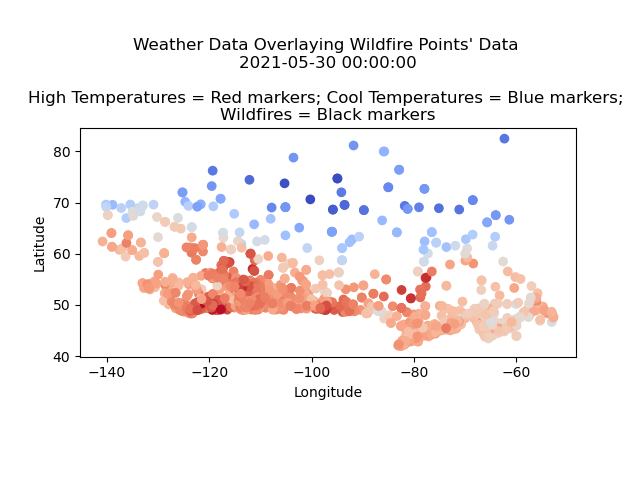 Weather Data Overlaying Wildfire Points' Data
2021-05-30 00:00:00
High Temperatures = Red markers; Cool Temperatures = Blue markers;
Wildfires = Black markers
80
70
60
50
40
Latitude
−140
−120
−100
−80
−60
Longitude